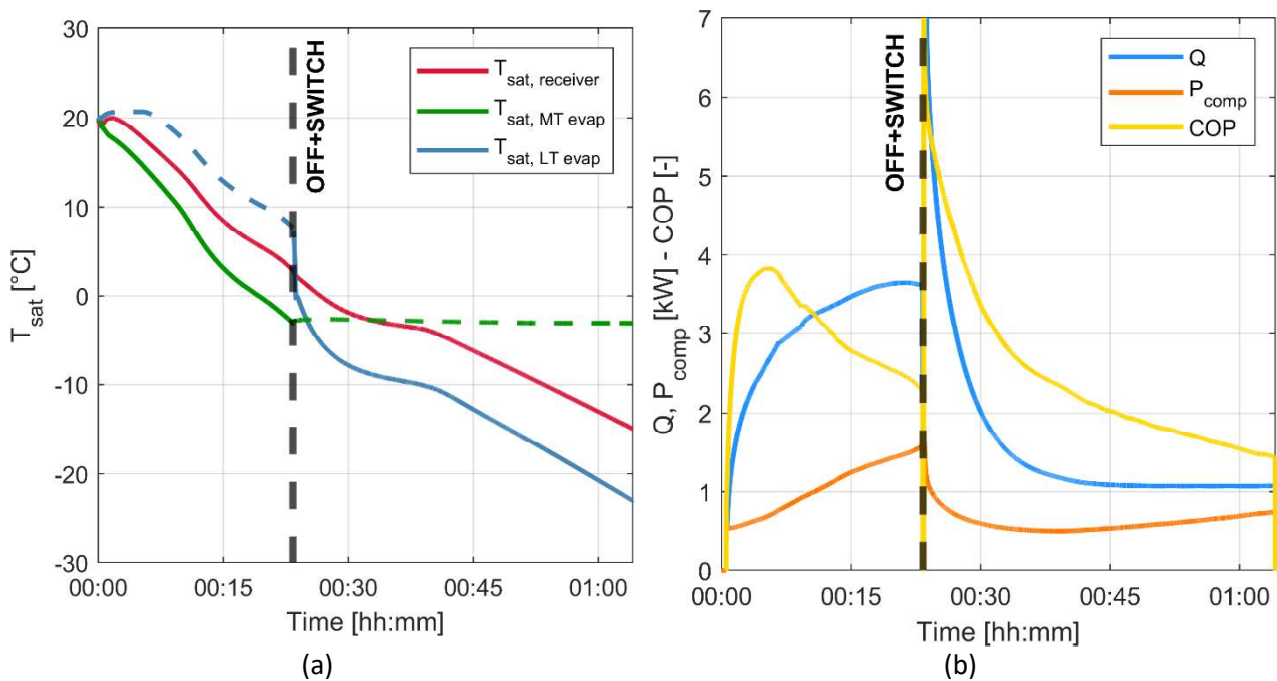 30
20
10
0
-10
-20
-30
T_sat [°C]
00:00
00:15
00:30
00:45
01:00
Time [hh:mm]
OFF+SWITCH
T_sat, receiver
T_sat, MT evap
T_sat, LT evap
(a)
7
6
5
4
3
2
1
0
Q, P_comp [kW] - COP [-]
00:00
00:15
00:30
00:45
01:00
Time [hh:mm]
OFF+SWITCH
Q
P_comp
COP
(b)